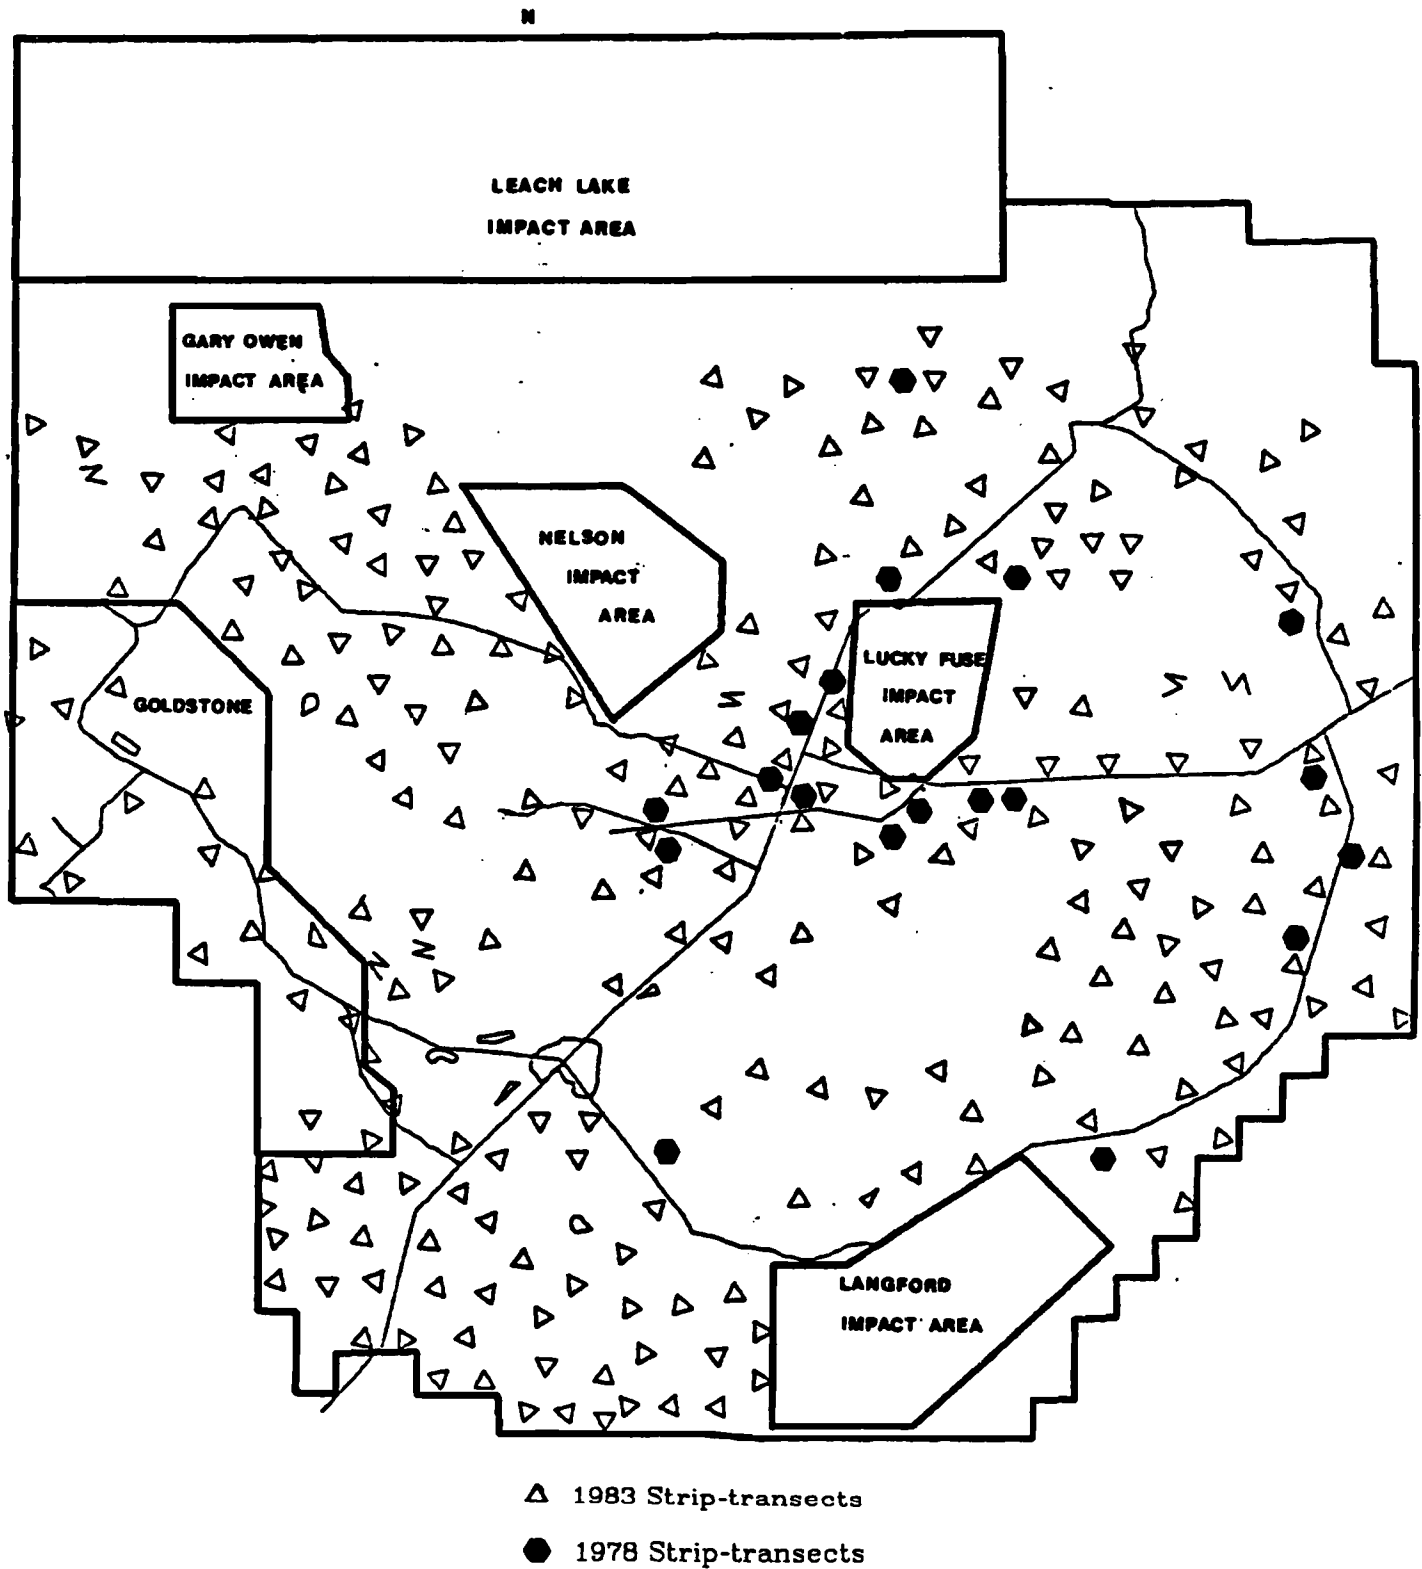 N
LEACH LAKE
IMPACT AREA
GARY OWEN
IMPACT AREA
NELSON
IMPACT
AREA
LUCKY FUSE
IMPACT
AREA
GOLDSTONE
LANGFORD
IMPACT AREA
1983 Strip-transects
1978 Strip-transects